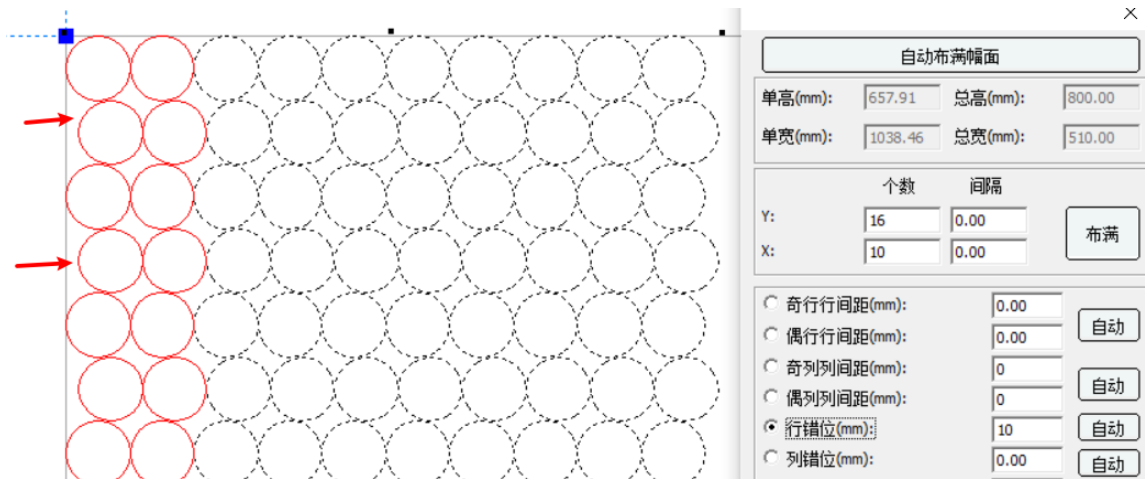 自动布满幅面
单高(mm): 657.91 总高(mm): 800.00
单宽(mm): 1038.46 总宽(mm): 510.00
个数 间隔
Y: 16 0.00
布满
X: 10 0.00
奇行行间距(mm): 0.00
自动
偶行行间距(mm): 0.00
奇列列间距(mm): 0
自动
偶列列间距(mm): 0
行错位(mm): 10 自动
列错位(mm): 0.00 自动